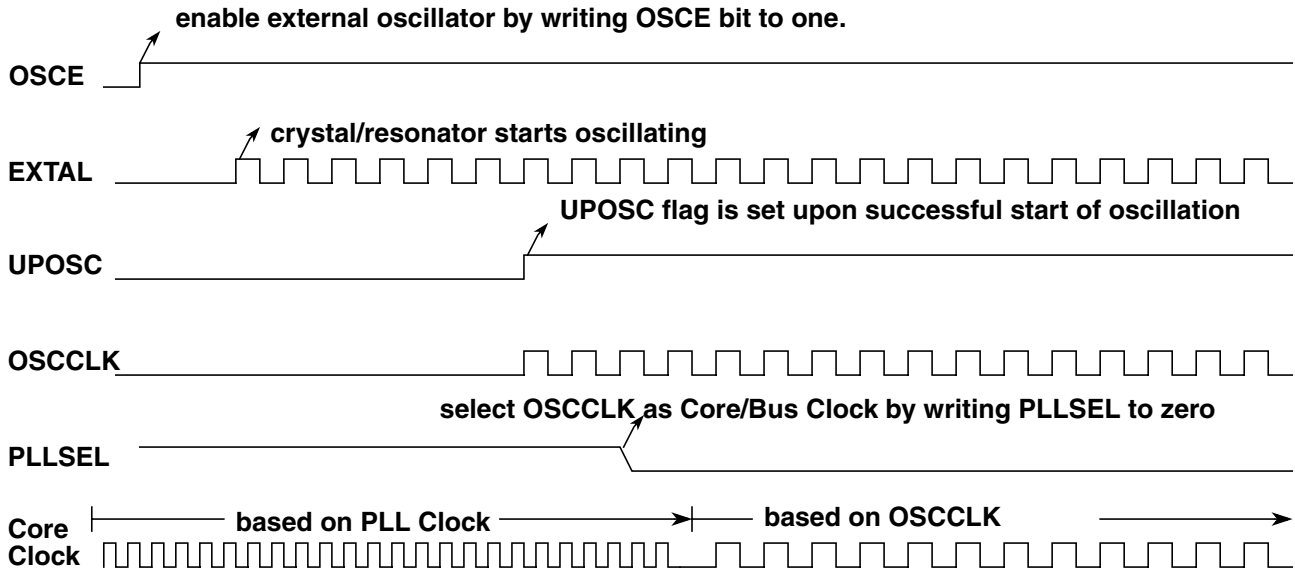 enable external oscillator by writing OSCE bit to one.
OSCE
crystal/resonator starts oscillating
EXTAL
UPOSC flag is set upon successful start of oscillation
UPOSC
OSCCLK
select OSCCLK as Core/Bus Clock by writing PLLSEL to zero
PLLSEL
based on PLL Clock
based on OSCCLK
Core
Clock